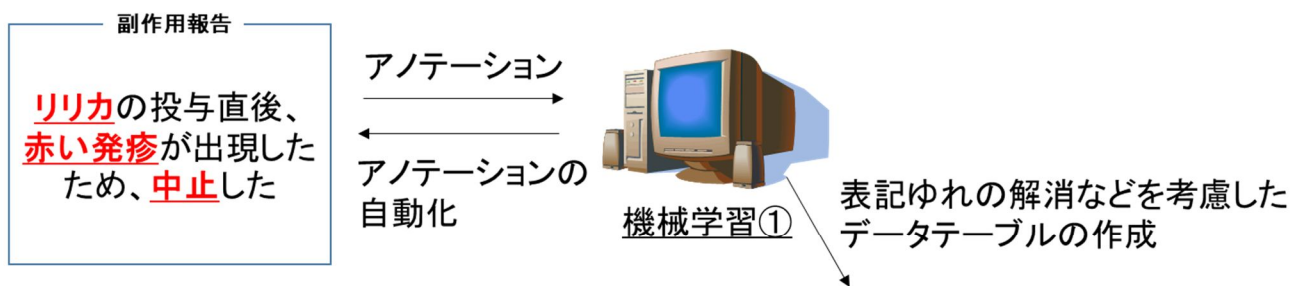 副作用報告
リリカの投与直後、
赤い発疹が出現した
ため、中止した
アノテーション
アノテーションの
自動化
機械学習①
表記ゆれの解消などを考慮した
データテーブルの作成